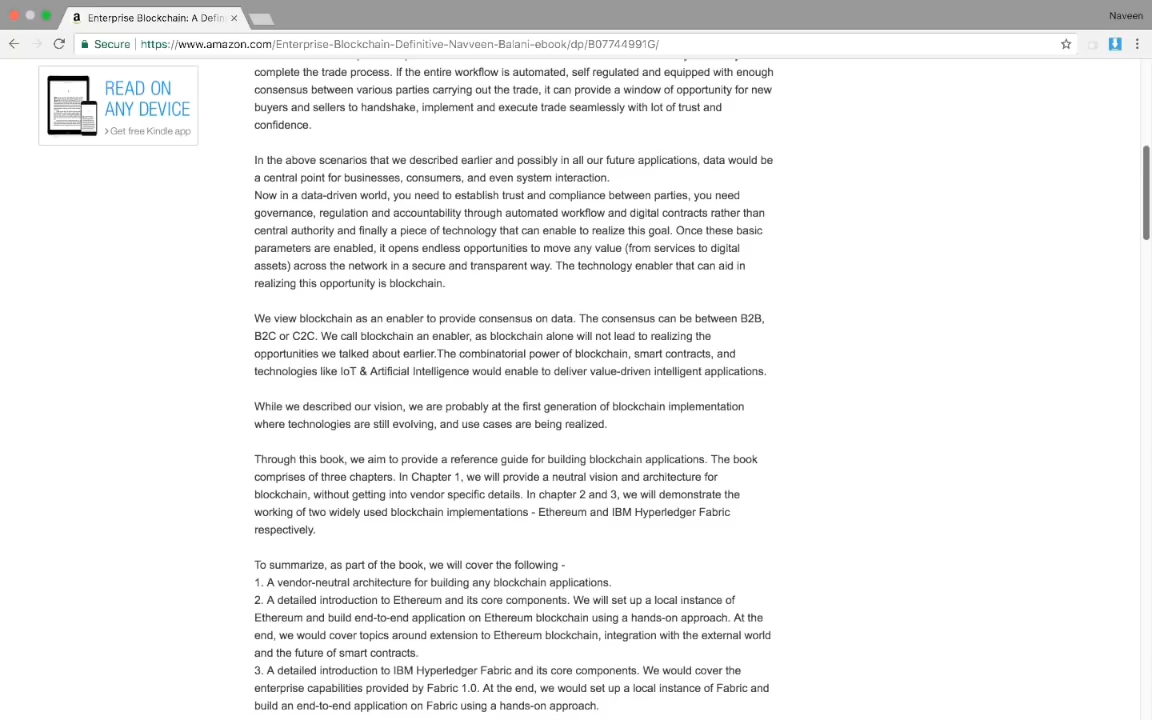 Enterprise Blockchain: A Defin
Naveen
Secure
https://www.amazon.com/Enterprise-Blockchain-Definitive-Navveen-Balani-ebook/dp/B07744991G/
READ ON
ANY DEVICE
Get free Kindle app
complete the trade process. If the entire workflow is automated, self regulated and equipped with enough
consensus between various parties carrying out the trade, it can provide a window of opportunity for new
buyers and sellers to handshake, implement and execute trade seamlessly with lot of trust and
confidence.
In the above scenarios that we described earlier and possibly in all our future applications, data would be
a central point for businesses, consumers, and even system interaction.
Now in a data-driven world, you need to establish trust and compliance between parties, you need
governance, regulation and accountability through automated workflow and digital contracts rather than
central authority and finally a piece of technology that can enable to realize this goal. Once these basic
parameters are enabled, it opens endless opportunities to move any value (from services to digital
assets) across the network in a secure and transparent way. The technology enabler that can aid in
realizing this opportunity is blockchain.
We view blockchain as an enabler to provide consensus on data. The consensus can be between B2B,
B2C or C2C. We call blockchain an enabler, as blockchain alone will not lead to realizing the
opportunities we talked about earlier.The combinatorial power of blockchain, smart contracts, and
technologies like IoT & Artificial Intelligence would enable to deliver value-driven intelligent applications.
While we described our vision, we are probably at the first generation of blockchain implementation
where technologies are still evolving, and use cases are being realized.
Through this book, we aim to provide a reference guide for building blockchain applications. The book
comprises of three chapters. In Chapter 1, we will provide a neutral vision and architecture for
blockchain, without getting into vendor specific details. In chapter 2 and 3, we will demonstrate the
working of two widely used blockchain implementations - Ethereum and IBM Hyperledger Fabric
respectively.
To summarize, as part of the book, we will cover the following -
1. A vendor-neutral architecture for building any blockchain applications.
2. A detailed introduction to Ethereum and its core components. We will set up a local instance of
Ethereum and build end-to-end application on Ethereum blockchain using a hands-on approach. At the
end, we would cover topics around extension to Ethereum blockchain, integration with the external world
and the future of smart contracts.
3. A detailed introduction to IBM Hyperledger Fabric and its core components. We would cover the
enterprise capabilities provided by Fabric 1.0. At the end, we would set up a local instance of Fabric and
build an end-to-end application on Fabric using a hands-on approach.